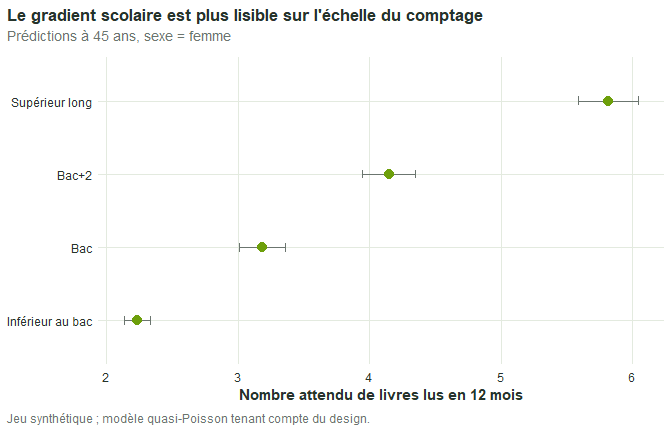 Le gradient scolaire est plus lisible sur l'échelle du comptage
Prédictions à 45 ans, sexe = femme
Supérieur long
Bac+2
Bac
Inférieur au bac
2 3 4 5 6
Nombre attendu de livres lus en 12 mois
Jeu synthétique ; modèle quasi-Poisson tenant compte du design.